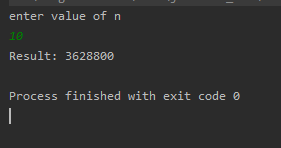 enter value of n
10
Result: 3628800
Process finished with exit code 0